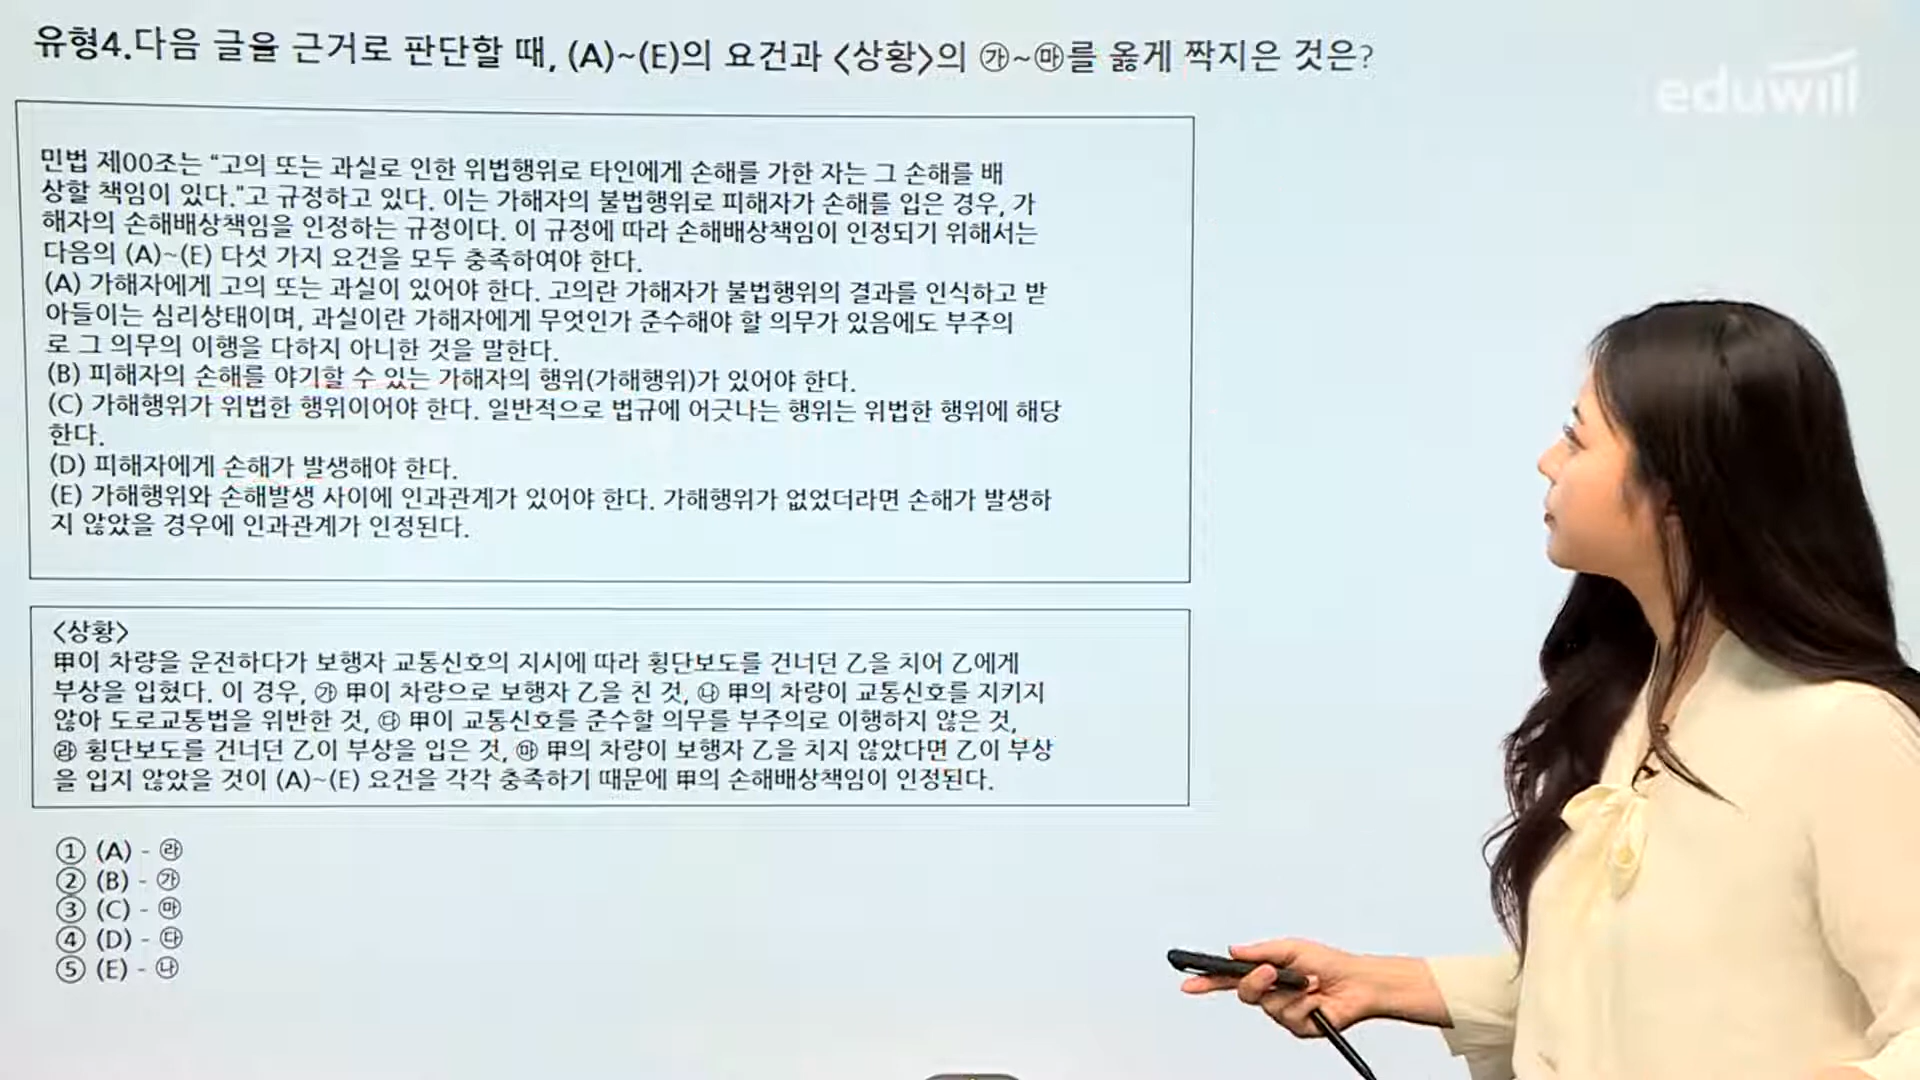 유형4.다음 글을 근거로 판단할 때, (A)~(E)의 요건과 <상황>의 ㉮~㉲를 옳게 짝지은 것은?
eduwill
민법 제00조는 “고의 또는 과실로 인한 위법행위로 타인에게 손해를 가한 자는 그 손해를 배
상할 책임이 있다.”고 규정하고 있다. 이는 가해자의 불법행위로 피해자가 손해를 입은 경우, 가
해자의 손해배상책임을 인정하는 규정이다. 이 규정에 따라 손해배상책임이 인정되기 위해서는
다음의 (A)~(E) 다섯 가지 요건을 모두 충족하여야 한다.
(A) 가해자에게 고의 또는 과실이 있어야 한다. 고의란 가해자가 불법행위의 결과를 인식하고 받
아들이는 심리상태이며, 과실이란 가해자에게 무엇인가 준수해야 할 의무가 있음에도 부주의
로 그 의무의 이행을 다하지 아니한 것을 말한다.
(B) 피해자의 손해를 야기할 수 있는 가해자의 행위(가해행위)가 있어야 한다.
(C) 가해행위가 위법한 행위이어야 한다. 일반적으로 법규에 어긋나는 행위는 위법한 행위에 해당
한다.
(D) 피해자에게 손해가 발생해야 한다.
(E) 가해행위와 손해발생 사이에 인과관계가 있어야 한다. 가해행위가 없었더라면 손해가 발생하
지 않았을 경우에 인과관계가 인정된다.
<상황>
甲이 차량을 운전하다가 보행자 교통신호의 지시에 따라 횡단보도를 건너던 乙을 치어 乙에게
부상을 입혔다. 이 경우, ㉮ 甲이 차량으로 보행자 乙을 친 것, ㉯ 甲의 차량이 교통신호를 지키지
않아 도로교통법을 위반한 것, ㉰ 甲이 교통신호를 준수할 의무를 부주의로 이행하지 않은 것,
㉱ 횡단보도를 건너던 乙이 부상을 입은 것, ㉲ 甲의 차량이 보행자 乙을 치지 않았다면 乙이 부상
을 입지 않았을 것이 (A)~(E) 요건을 각각 충족하기 때문에 甲의 손해배상책임이 인정된다.
① (A) - ㉱
② (B) - ㉮
③ (C) - ㉲
④ (D) - ㉰
⑤ (E) - ㉯